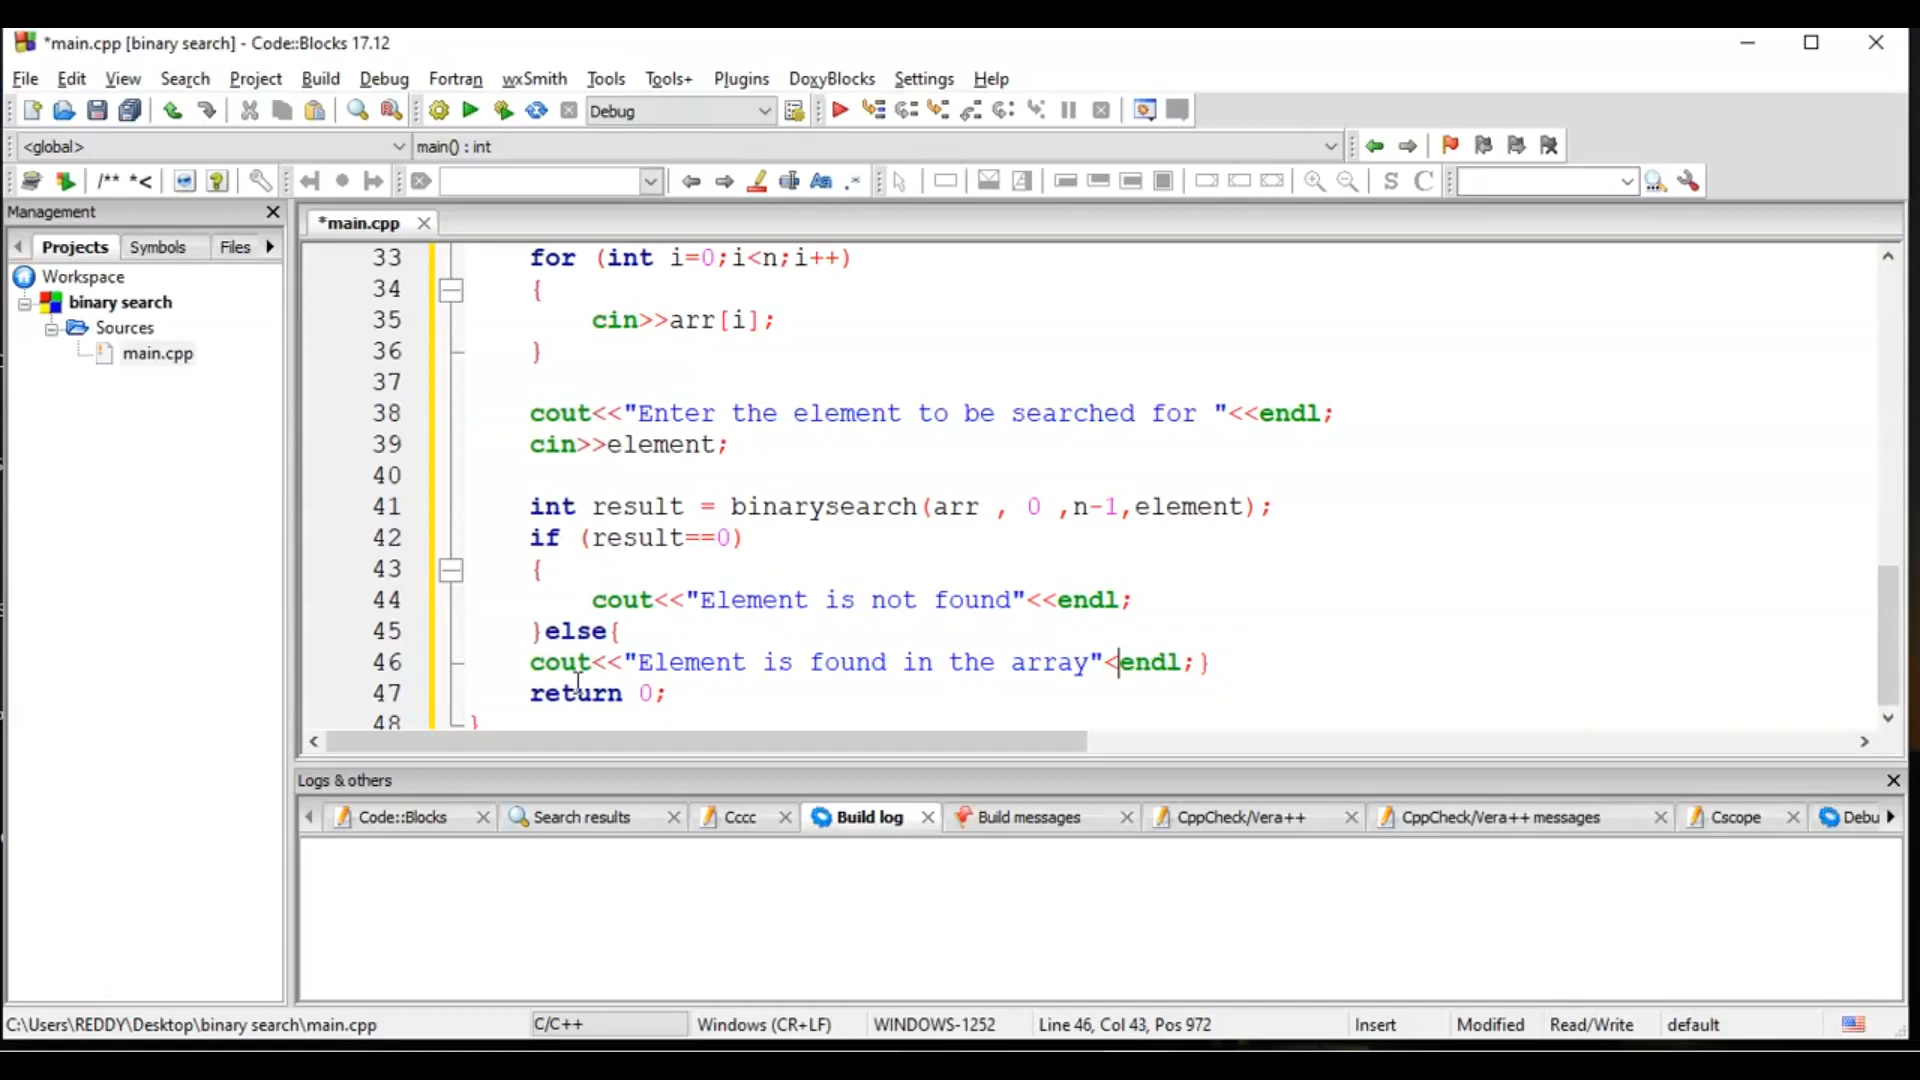 *main.cpp [binary search] - Code::Blocks 17.12
File Edit View Search Project Build Debug Fortran wxSmith Tools Tools+ Plugins DoxyBlocks Settings Help
Debug
<global> main() : int
/** *< Aa .* S C
Management
Projects Symbols Files
Workspace
binary search
Sources
main.cpp
*main.cpp
33 for (int i=0;i<n;i++)
34 {
35 cin>>arr[i];
36 }
37
38 cout<<"Enter the element to be searched for "<<endl;
39 cin>>element;
40
41 int result = binarysearch(arr , 0 ,n-1,element);
42 if (result==0)
43 {
44 cout<<"Element is not found"<<endl;
45 }else{
46 cout<<"Element is found in the array"<endl;}
47 return 0;
48 }
Logs & others
Code::Blocks Search results Cccc Build log Build messages CppCheck/Vera++ CppCheck/Vera++ messages Cscope Debu
C:\Users\REDDY\Desktop\binary search\main.cpp C/C++ Windows (CR+LF) WINDOWS-1252 Line 46, Col 43, Pos 972 Insert Modified Read/Write default